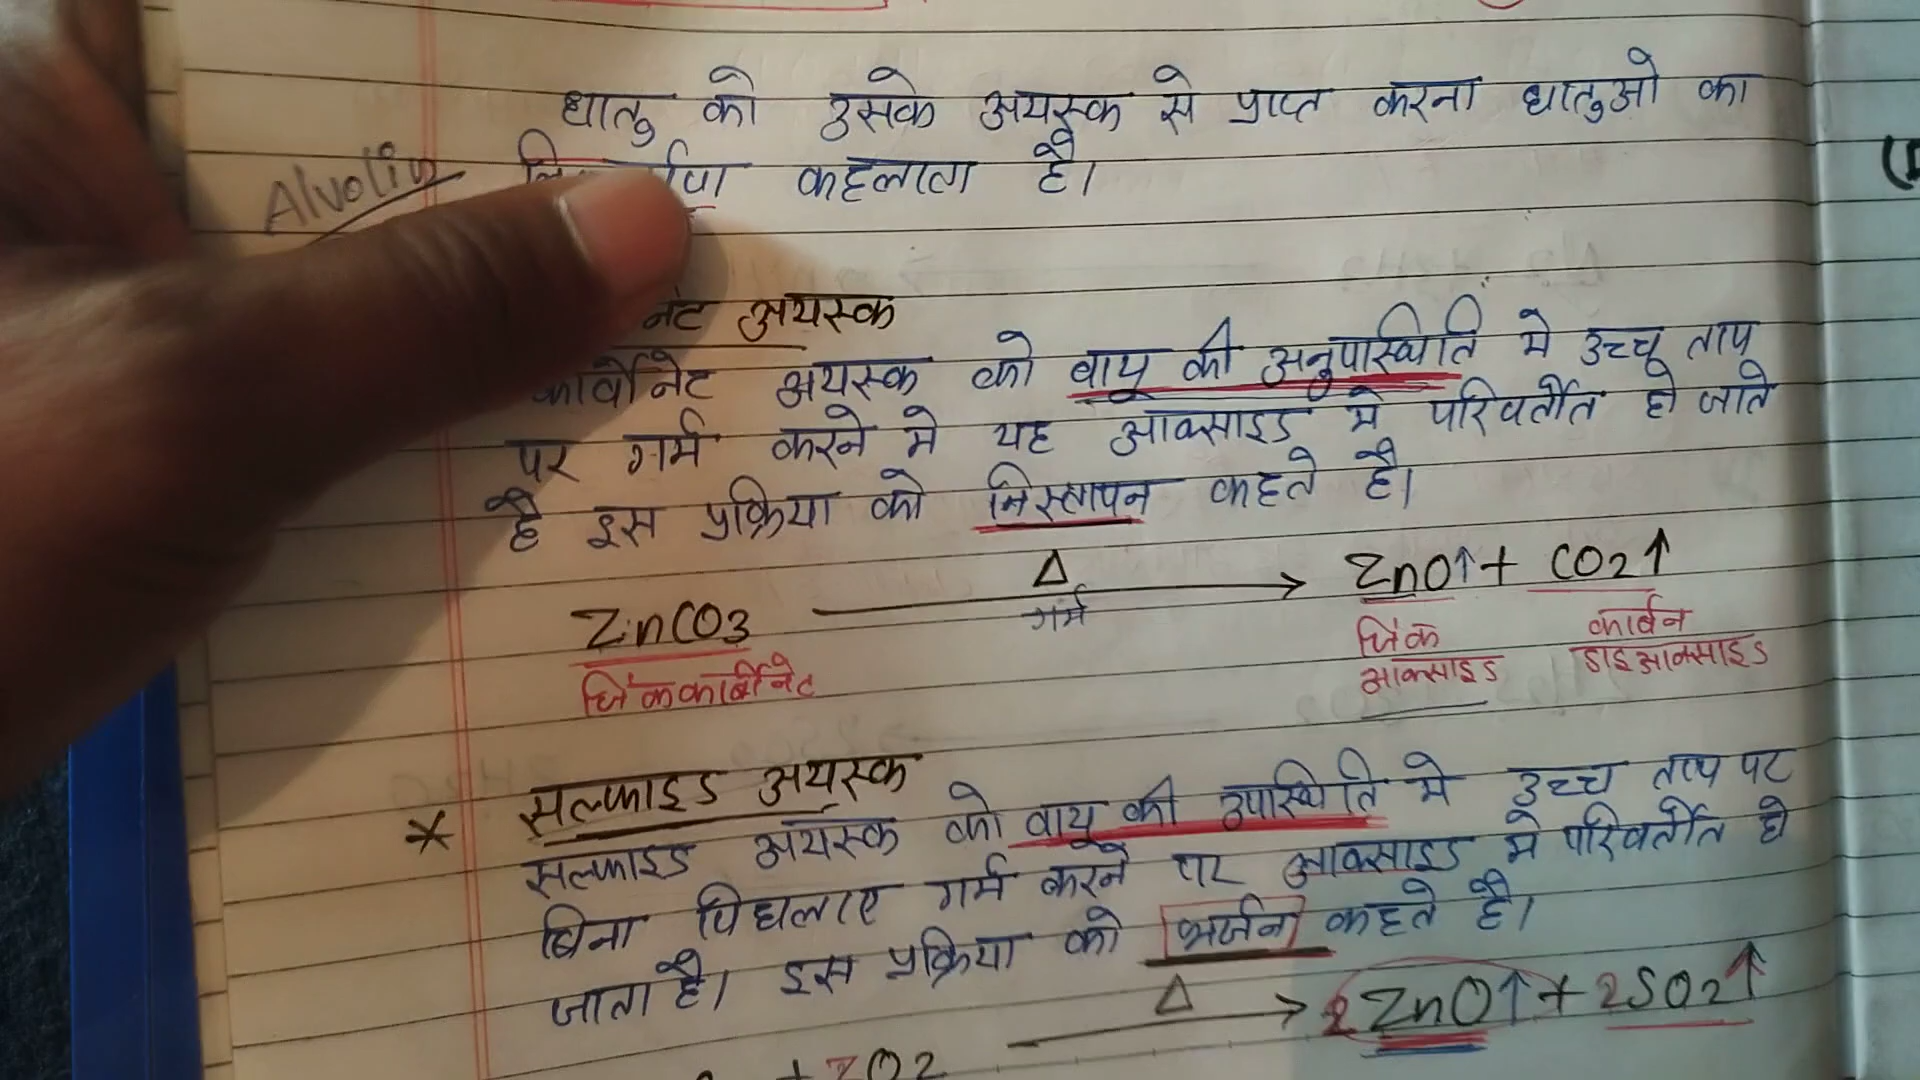 धातु को उसके अयस्क से प्राप्त करना धातुओ का
Alvolin कहलाता है।
अयस्क
कार्बोनेट अयस्क को वायु की अनुपस्थिति मे उच्च ताप
पर गर्म करने मे यह आक्साइड मे परिवर्तीत हो जाते
है इस प्रक्रिया को निस्तापन कहते है।
ZnCO3 Δ → ZnO↑ + CO2↑
गर्म
जिंककार्बोनेट जिंक आक्साइड कार्बन डाइआक्साइड
* सल्फाइड अयस्क
सल्फाइड अयस्क को वायु की उपस्थिति मे उच्च ताप पर
बिना पिघलाए गर्म करने पर आक्साइड मे परिवर्तीत हो
जाता है। इस प्रक्रिया को भर्जन कहते है।
Δ → 2ZnO↑ + 2SO2↑